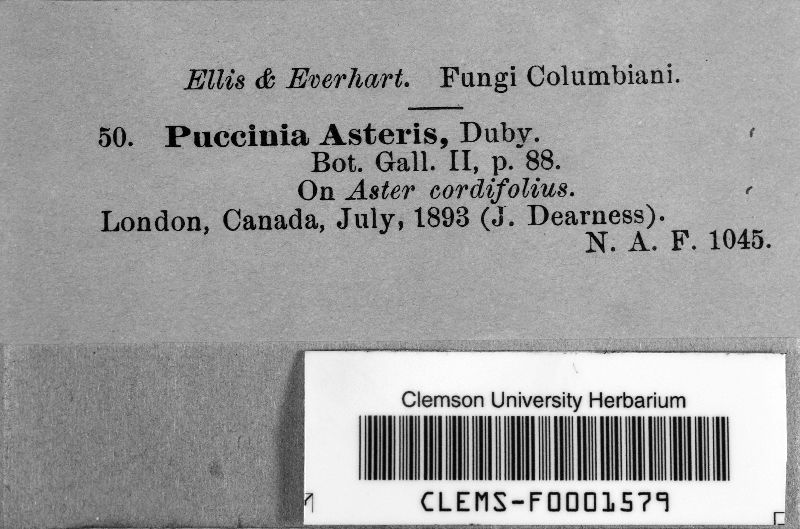 Ellis & Everhart. Fungi Columbiani.
50. Puccinia Asteris, Duby.
Bot. Gall. II, p. 88.
On Aster cordifolius.
London, Canada, July, 1893 (J. Dearness).
N. A. F. 1045.
Clemson University Herbarium
CLEMS-F0001579